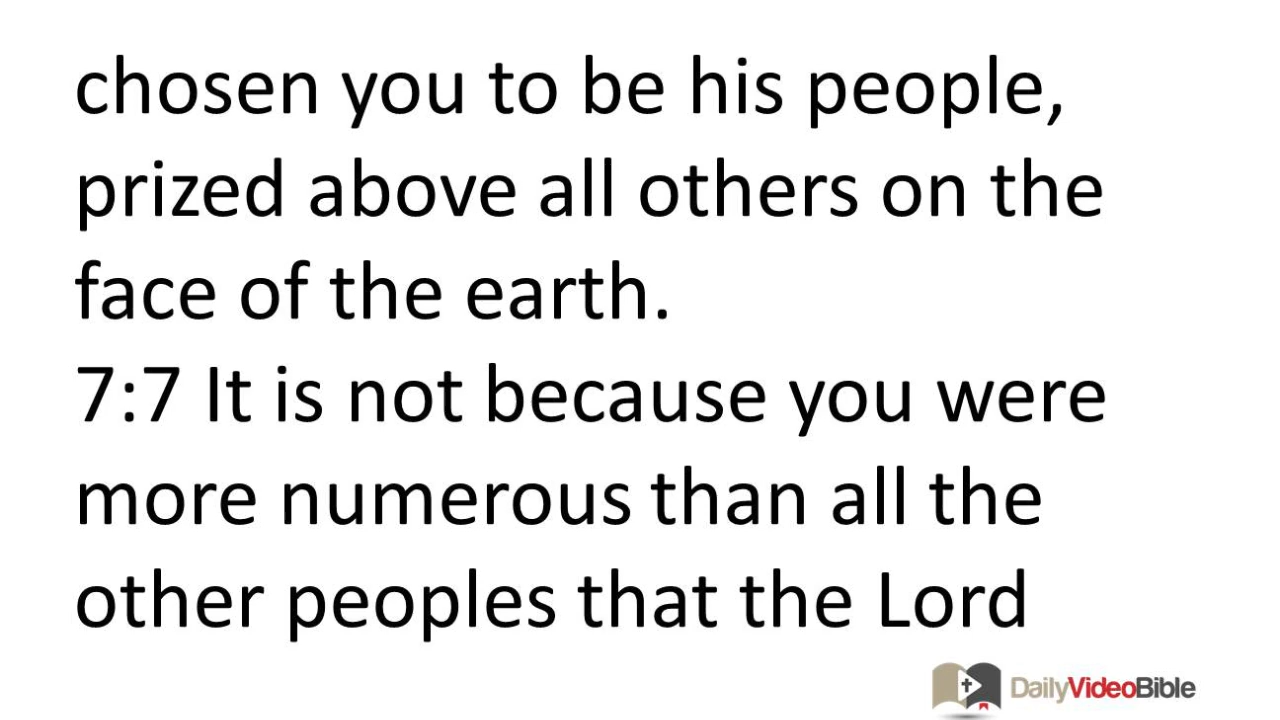 chosen you to be his people,
prized above all others on the
face of the earth.
7:7 It is not because you were
more numerous than all the
other peoples that the Lord
DailyVideoBible